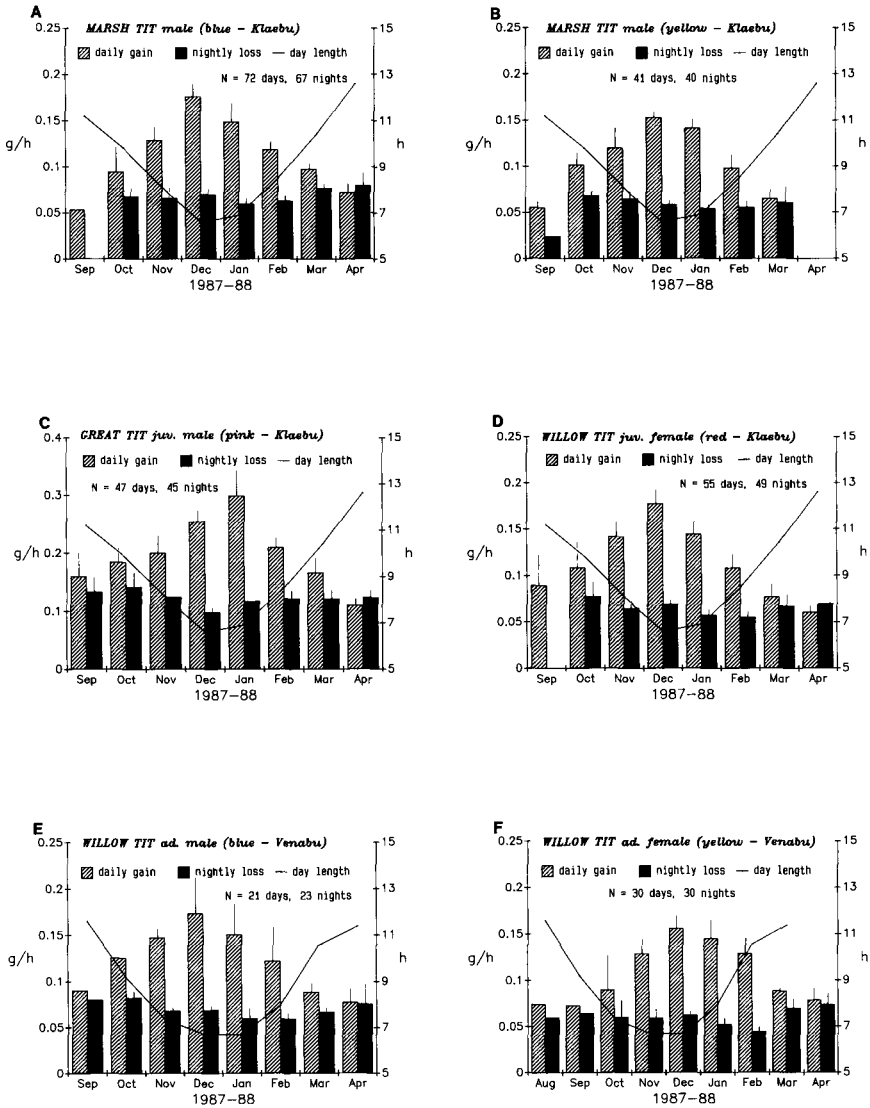 A
MARSH TIT male (blue – Klaebu)
daily gain nightly loss day length
N = 72 days, 67 nights
0.25
0.2
0.15
g/h
0.1
0.05
0
15
13
11
h
9
7
5
Sep Oct Nov Dec Jan Feb Mar Apr
1987–88
B
MARSH TIT male (yellow – Klaebu)
daily gain nightly loss day length
N = 41 days, 40 nights
0.25
0.2
0.15
g/h
0.1
0.05
0
15
13
11
h
9
7
5
Sep Oct Nov Dec Jan Feb Mar Apr
1987–88
C
GREAT TIT juv. male (pink – Klaebu)
daily gain nightly loss day length
N = 47 days, 45 nights
0.4
0.3
g/h
0.2
0.1
0
15
13
11
h
9
7
5
Sep Oct Nov Dec Jan Feb Mar Apr
1987–88
D
WILLOW TIT juv. female (red – Klaebu)
daily gain nighly loss day length
N = 55 days, 49 nights
0.25
0.2
0.15
g/h
0.1
0.05
0
15
13
11
h
9
7
5
Sep Oct Nov Dec Jan Feb Mar Apr
1987–88
E
WILLOW TIT ad. male (blue – Venabu)
daily gain nightly loss day length
N = 21 days, 23 nights
0.25
0.2
0.15
g/h
0.1
0.05
0
15
13
11
h
9
7
5
Sep Oct Nov Dec Jan Feb Mar Apr
1987–88
F
WILLOW TIT ad. female (yellow – Venabu)
daily gain nightly loss day length
N = 30 days, 30 nights
0.25
0.2
0.15
g/h
0.1
0.05
0
15
13
11
h
9
7
5
Aug Sep Oct Nov Dec Jan Feb Mar Apr
1987–88